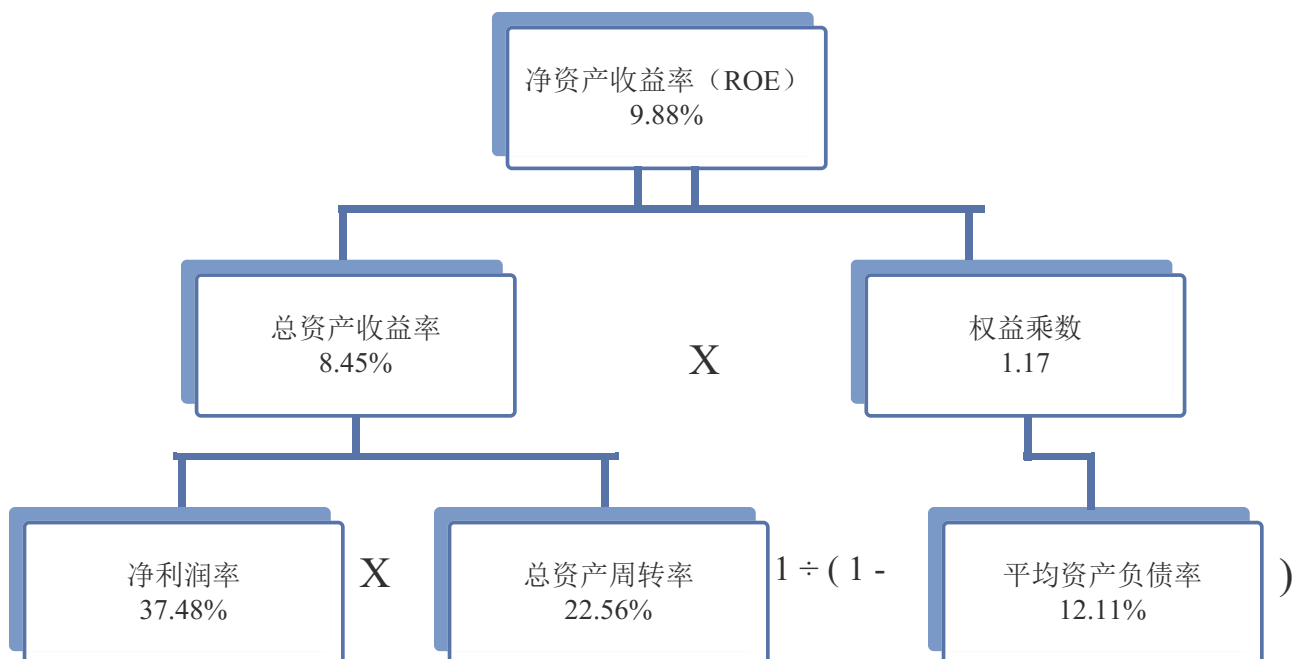 净资产收益率（ROE）
9.88%
总资产收益率
8.45%
X
权益乘数
1.17
净利润率
37.48%
X
总资产周转率
22.56%
1 ÷ ( 1 -
平均资产负债率
12.11%
)